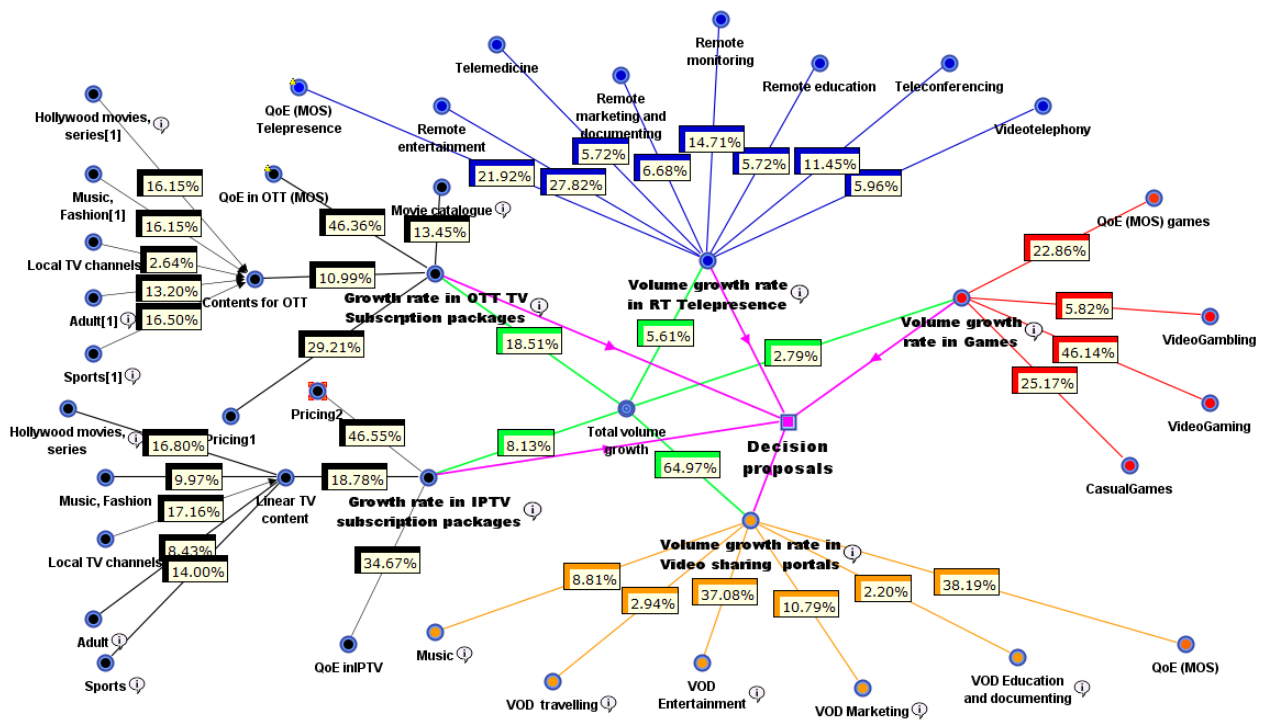 Remote
monitoring
Telemedicine
Remote
marketing and
documenting
Remote education
Teleconferencing
QoE (MOS)
Telepresence
Remote
entertainment
Videotelephony
14.71%
5.72%
6.68%
5.72%
11.45%
21.92%
27.82%
5.96%
Hollywood movies,
series[1]
16.15%
QoE in OTT (MOS)
Movie catalogue
46.36%
13.45%
Music,
Fashion[1]
16.15%
Local TV channels
2.64%
13.20%
Contents for OTT
10.99%
Adult[1]
16.50%
Sports[1]
Growth rate in OTT TV
Subscrption packages
29.21%
18.51%
Volume growth rate
in RT Telepresence
5.61%
2.79%
QoE (MOS) games
22.86%
Volume growth
rate in Games
5.82%
VideoGambling
46.14%
25.17%
VideoGaming
CasualGames
Pricing2
Pricing1
46.55%
Hollywood movies,
series
16.80%
9.97%
18.78%
Music, Fashion
17.16%
Linear TV
content
Local TV channels
8.43%
14.00%
Adult
Sports
8.13%
Total volume
growth
64.97%
Decision
proposals
Growth rate in IPTV
subscription packages
34.67%
QoE inIPTV
Volume growth rate in
Video sharing portals
8.81%
2.94%
37.08%
10.79%
2.20%
38.19%
Music
VOD travelling
VOD
Entertainment
VOD Marketing
VOD Education
and documenting
QoE (MOS)